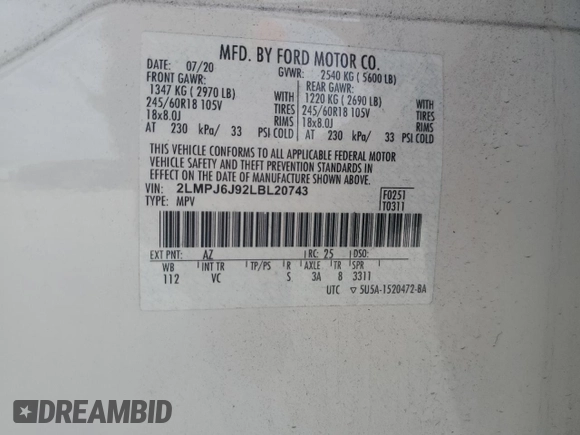 MFD. BY FORD MOTOR CO.
07/20 GVWR: 2540 KG ( 5600 LB)
FRONT GAWR: REAR GAWR:
1347 KG ( 2970 LB) WITH 1220 KG ( 2690 LB) WITH
245/60R18 105V TIRES 245/60R18 105V TIRES
18x8.0J RIMS 18x8.0J RIMS
AT 230 kPa/ 33 PSI COLD AT 230 kPa/ 33 PSI COLD
THIS VEHICLE CONFORMS TO ALL APPLICABLE FEDERAL MOTOR
VEHICLE SAFETY AND THEFT PREVENTION STANDARDS IN
EFFECT ON THE DATE OF MANUFACTURE SHOWN ABOVE.
VIN: 2LMPJ6J92LBL20743 F0251
TYPE: MPV T0311
EXT PNT: AZ RC: 25 DSO:
WB INT TR TP/PS R AXLE TR SPR
112 VC S 3A 8 3311
UTC ▽ 5U5A-1520472-BA
DREAMBID